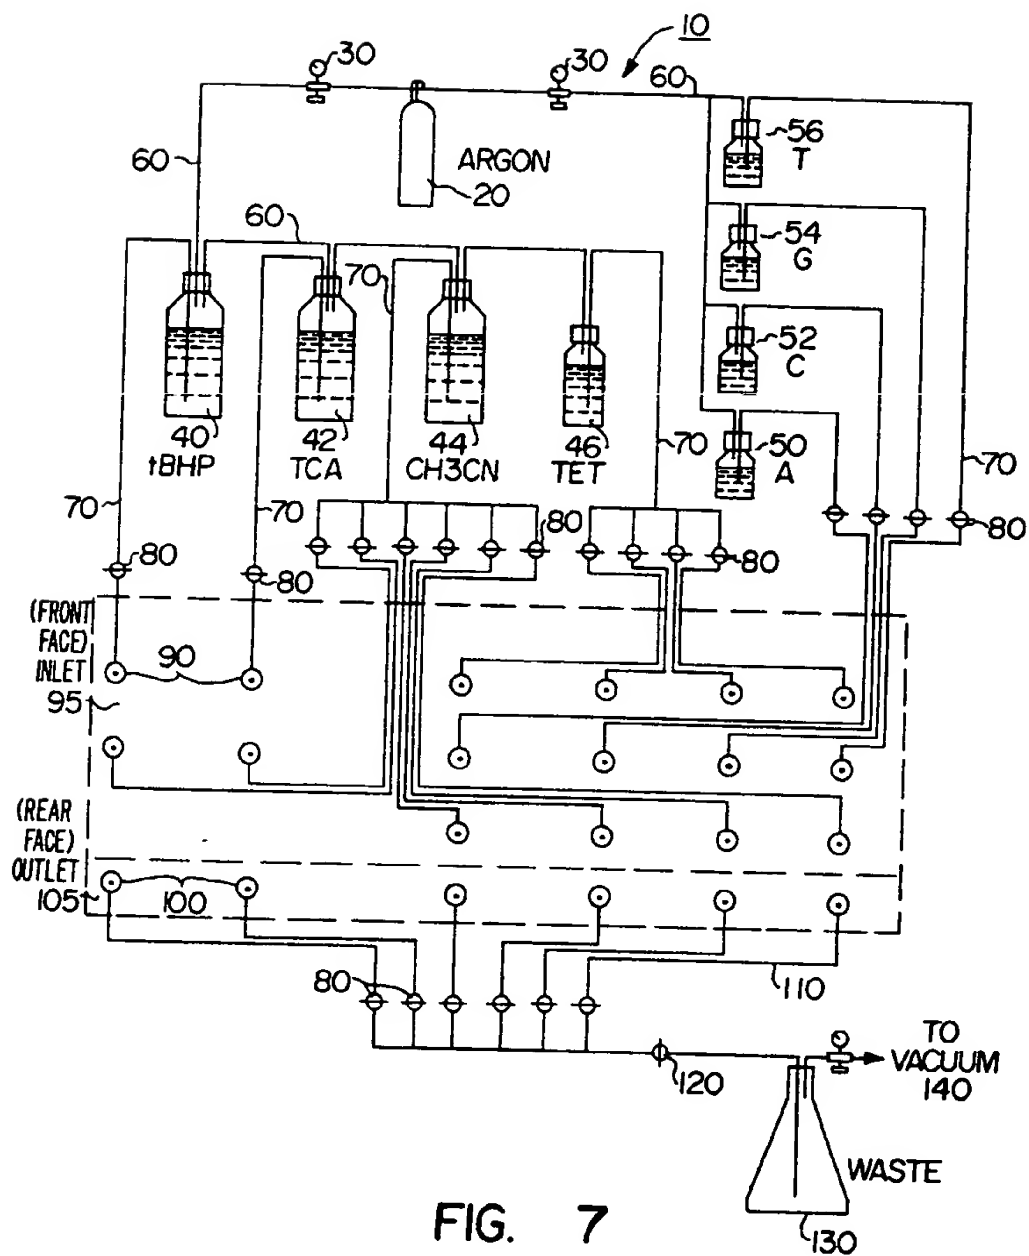 10
30
30
60
56
T
60
ARGON
20
60
54
G
70
52
C
40
tBHP
42
TCA
44
CH3CN
46
TET
70
50
A
70
70
70
80
80
80
80
80
(FRONT
FACE)
INLET
90
95
(REAR
FACE)
OUTLET
105
100
80
110
120
TO
VACUUM
140
WASTE
130
FIG. 7